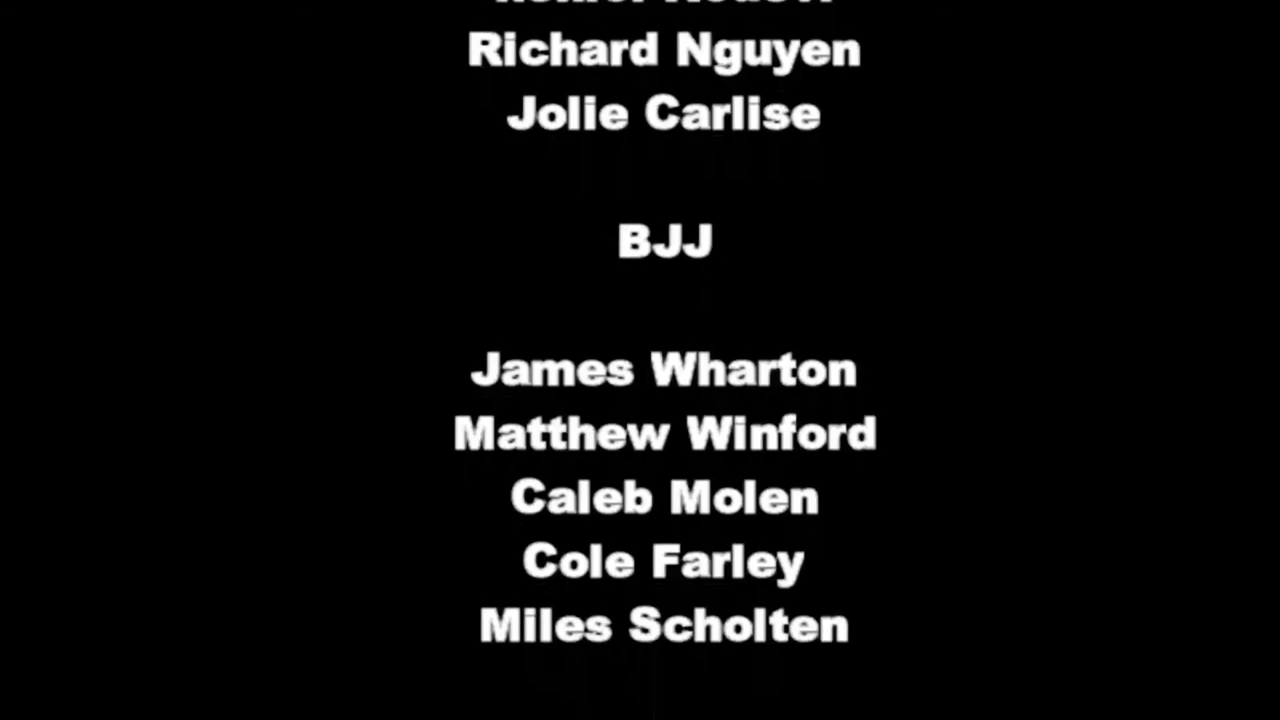 Richard Nguyen
Jolie Carlise
BJJ
James Wharton
Matthew Winford
Caleb Molen
Cole Farley
Miles Scholten